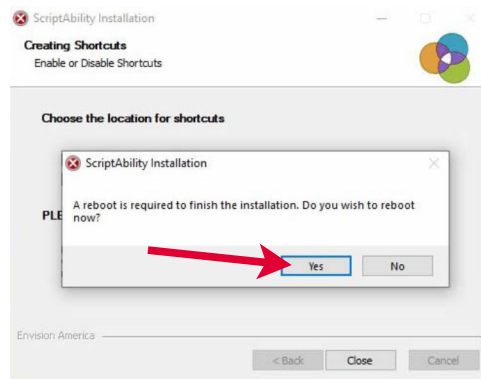 ScriptAbility Installation
Creating Shortcuts
Enable or Disable Shortcuts
Choose the location for shortcuts
ScriptAbility Installation
A reboot is required to finish the installation. Do you wish to reboot
now?
PLE
Yes No
Envision America
< Back Close Cancel